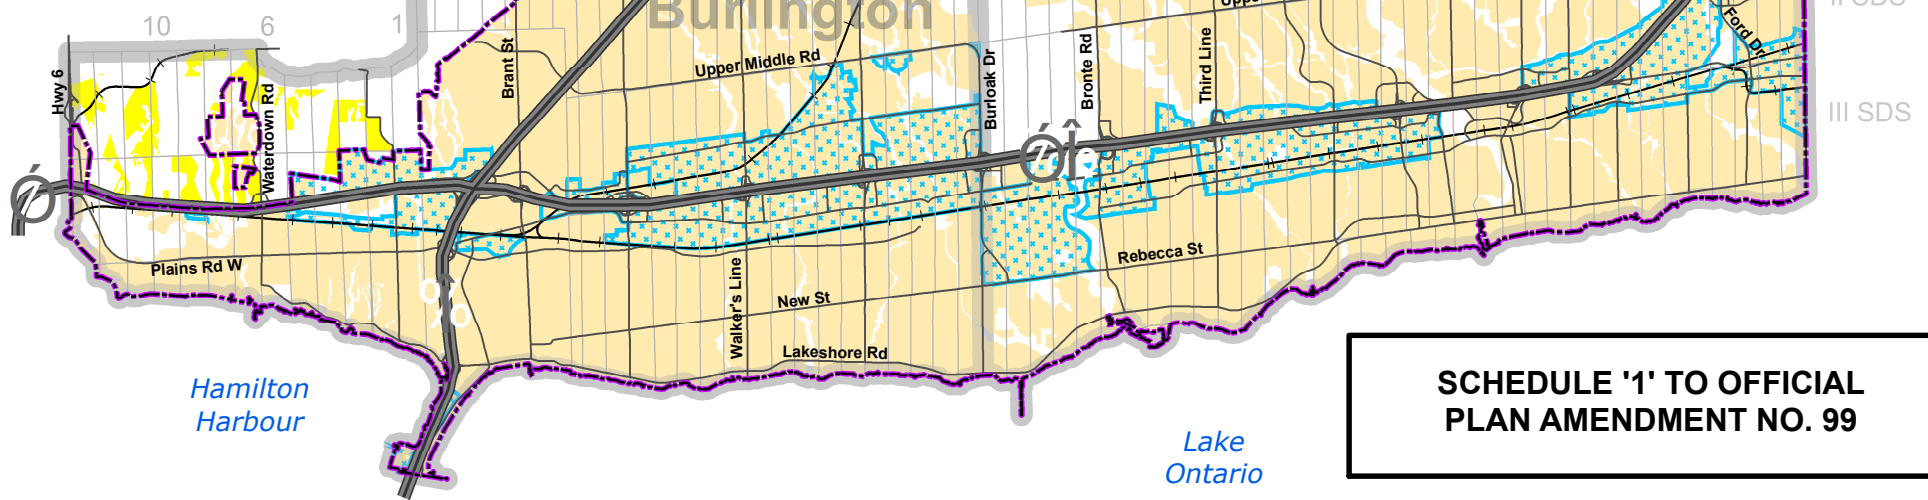 Burlington
10
6
1
II SDS
Hwy 6
Waterdown Rd
Brant St
Upper Middle Rd
Burloak Dr
Bronte Rd
Third Line
Ford Dr
III SDS
Plains Rd W
Walker's Line
New St
Rebecca St
Lakeshore Rd
Hamilton
Harbour
Lake
Ontario
SCHEDULE '1' TO OFFICIAL
PLAN AMENDMENT NO. 99